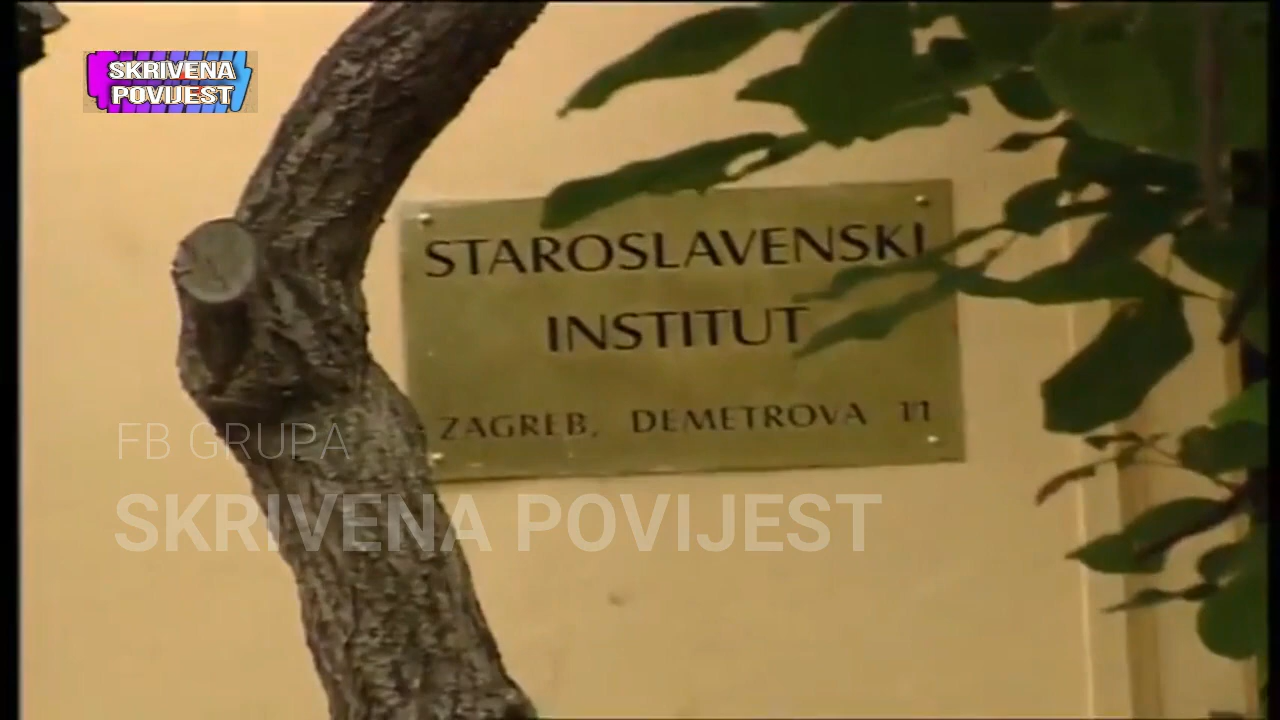 SKRIVENA
POVIJEST
STAROSLAVENSKI
INSTITUT
ZAGREB, DEMETROVA 11
FB GRUPA
SKRIVENA POVIJEST